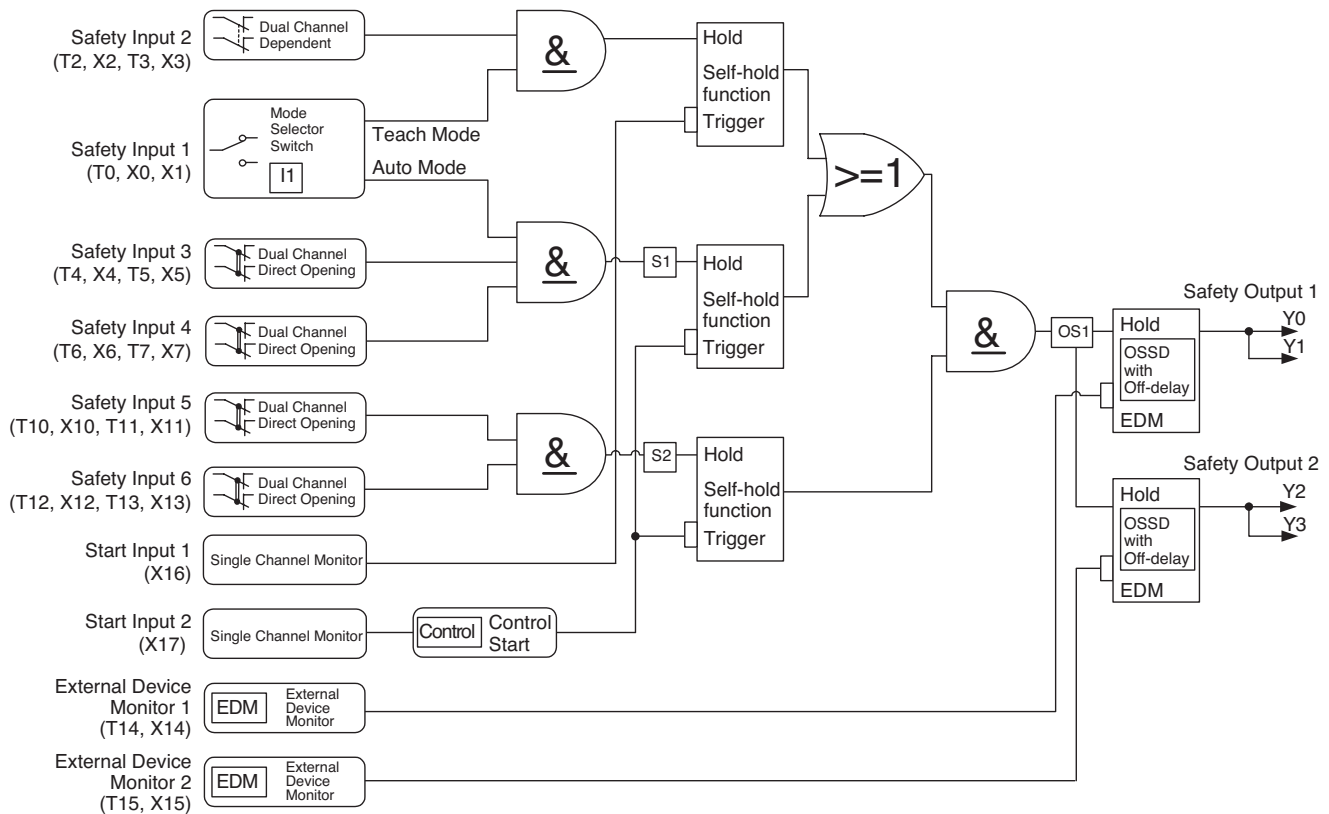 Safety Input 2
(T2, X2, T3, X3)
Dual Channel
Dependent
&
Hold
Self-hold
function
Trigger
Safety Input 1
(T0, X0, X1)
Mode
Selector
Switch
I1
Teach Mode
Auto Mode
>=1
Safety Input 3
(T4, X4, T5, X5)
Dual Channel
Direct Opening
&
S1
Hold
Self-hold
function
Trigger
Safety Input 4
(T6, X6, T7, X7)
Dual Channel
Direct Opening
&
OS1
Safety Output 1
Hold
OSSD
with
Off-delay
EDM
Y0
Y1
Safety Input 5
(T10, X10, T11, X11)
Dual Channel
Direct Opening
&
S2
Hold
Self-hold
function
Trigger
Safety Input 6
(T12, X12, T13, X13)
Dual Channel
Direct Opening
Safety Output 2
Hold
OSSD
with
Off-delay
EDM
Y2
Y3
Start Input 1
(X16)
Single Channel Monitor
Start Input 2
(X17)
Single Channel Monitor
Control
Control
Start
External Device
Monitor 1
(T14, X14)
EDM
External
Device
Monitor
External Device
Monitor 2
(T15, X15)
EDM
External
Device
Monitor